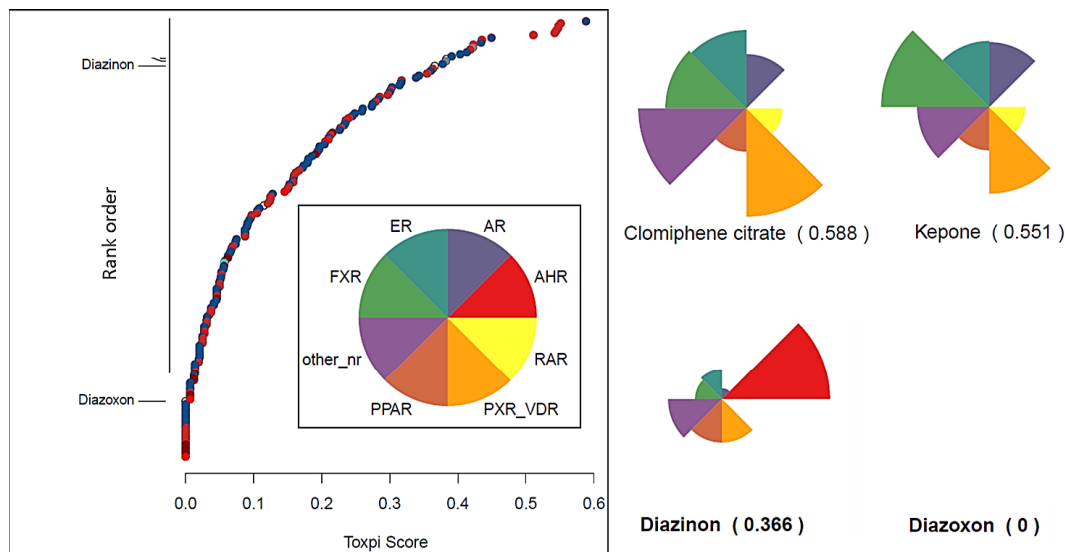 Diazinon
Diazoxon
Rank order
0.0 0.1 0.2 0.3 0.4 0.5 0.6
Toxpi Score
ER
AR
FXR
AHR
other_nr
RAR
PPAR
PXR_VDR
Clomiphene citrate ( 0.588 )
Kepone ( 0.551 )
Diazinon ( 0.366 )
Diazoxon ( 0 )